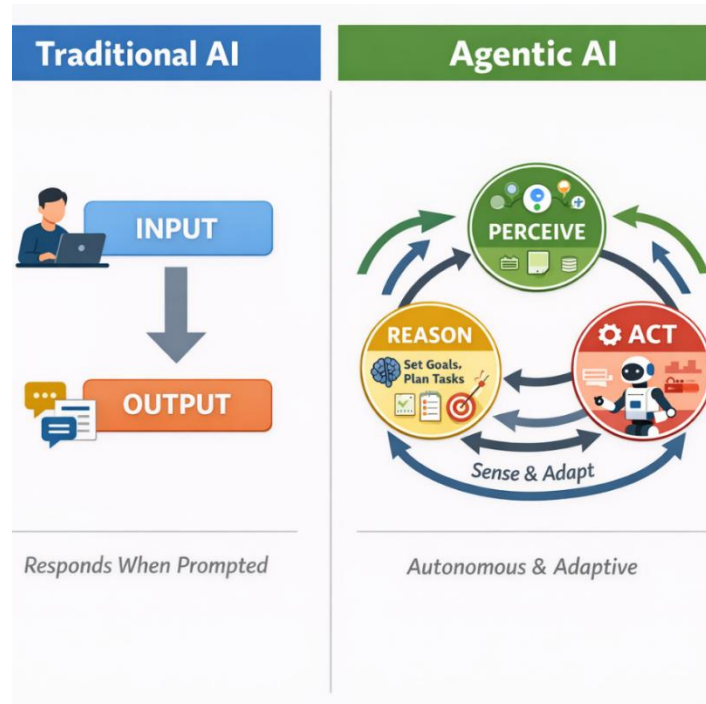 Traditional AI
INPUT
OUTPUT
Responds When Prompted
Agentic AI
PERCEIVE
REASON
Set Goals,
Plan Tasks
ACT
Sense & Adapt
Autonomous & Adaptive